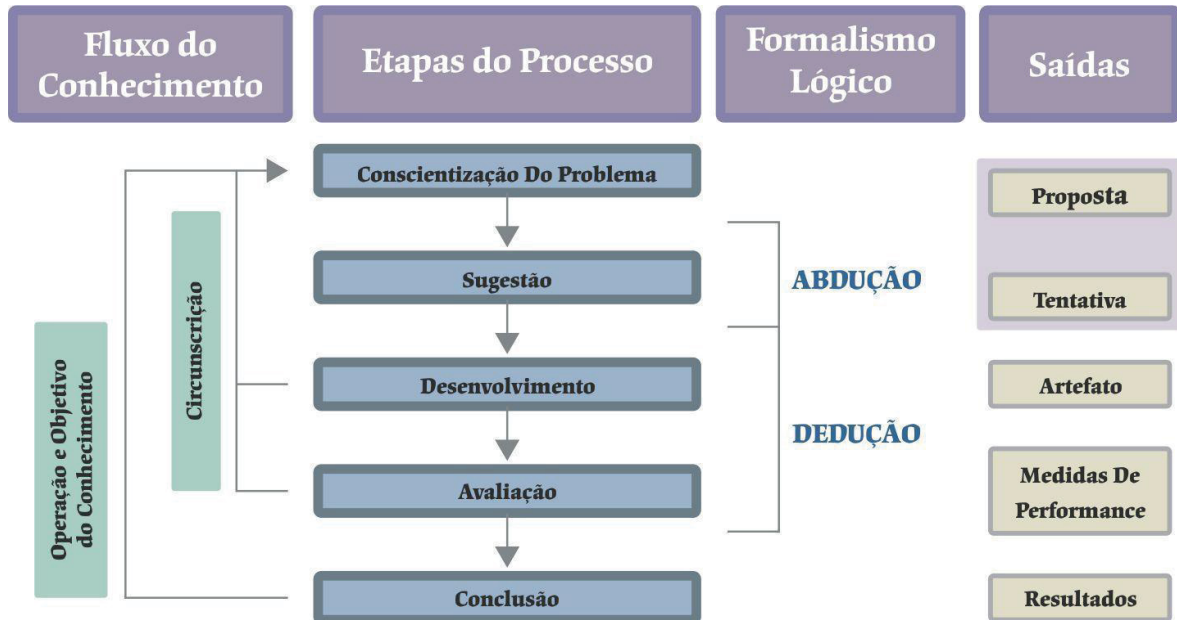 Fluxo do
Conhecimento
Etapas do Processo
Formalismo
Lógico
Saídas
Conscientização Do Problema
Proposta
Sugestão
ABDUÇÃO
Tentativa
Circunscrição
Operação e Objetivo
do Conhecimento
Desenvolvimento
Artefato
DEDUÇÃO
Avaliação
Medidas De
Performance
Conclusão
Resultados